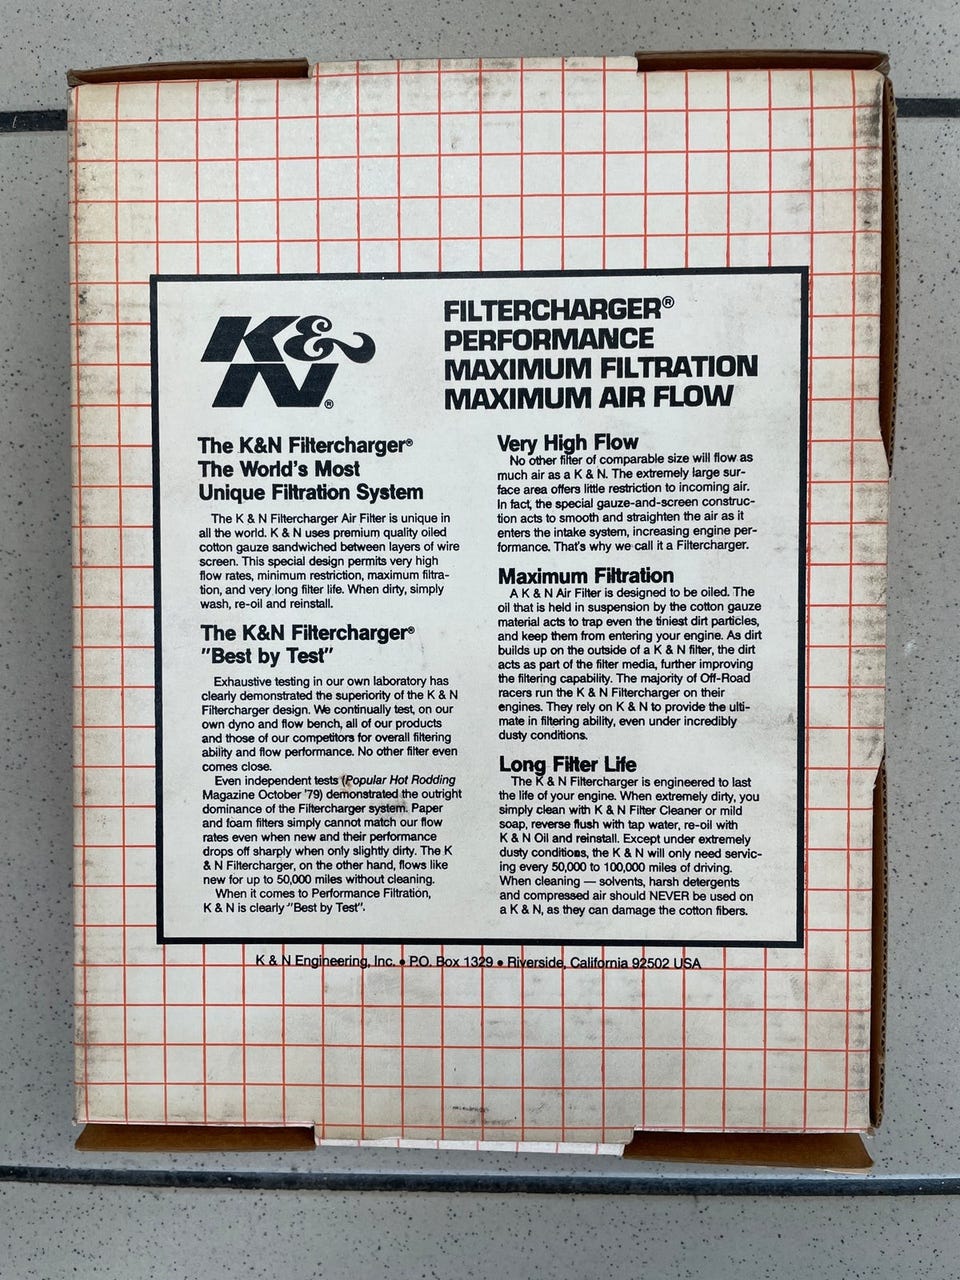 K&N®
FILTERCHARGER®
PERFORMANCE
MAXIMUM FILTRATION
MAXIMUM AIR FLOW
The K&N Filtercharger®
The World's Most
Unique Filtration System
The K & N Filtercharger Air Filter is unique in
all the world. K & N uses premium quality oiled
cotton gauze sandwiched between layers of wire
screen. This special design permits very high
flow rates, minimum restriction, maximum filtra-
tion, and very long filter life. When dirty, simply
wash, re-oil and reinstall.
The K&N Filtercharger®
"Best by Test"
Exhaustive testing in our own laboratory has
clearly demonstrated the superiority of the K & N
Filtercharger design. We continually test, on our
own dyno and flow bench, all of our products
and those of our competitors for overall filtering
ability and flow performance. No other filter even
comes close.
Even independent tests (Popular Hot Rodding
Magazine October '79) demonstrated the outright
dominance of the Filtercharger system. Paper
and foam filters simply cannot match our flow
rates even when new and their performance
drops off sharply when only slightly dirty. The K
& N Filtercharger, on the other hand, flows like
new for up to 50,000 miles without cleaning.
When it comes to Performance Filtration,
K & N is clearly "Best by Test".
Very High Flow
No other filter of comparable size will flow as
much air as a K & N. The extremely large sur-
face area offers little restriction to incoming air.
In fact, the special gauze-and-screen construc-
tion acts to smooth and straighten the air as it
enters the intake system, increasing engine per-
formance. That's why we call it a Filtercharger.
Maximum Filtration
A K & N Air Filter is designed to be oiled. The
oil that is held in suspension by the cotton gauze
material acts to trap even the tiniest dirt particles,
and keep them from entering your engine. As dirt
builds up on the outside of a K & N filter, the dirt
acts as part of the filter media, further improving
the filtering capability. The majority of Off-Road
racers run the K & N Filtercharger on their
engines. They rely on K & N to provide the ulti-
mate in filtering ability, even under incredibly
dusty conditions.
Long Filter Life
The K & N Filtercharger is engineered to last
the life of your engine. When extremely dirty, you
simply clean with K & N Filter Cleaner or mild
soap, reverse flush with tap water, re-oil with
K & N Oil and reinstall. Except under extremely
dusty conditions, the K & N will only need servic-
ing every 50,000 to 100,000 miles of driving.
When cleaning — solvents, harsh detergents
and compressed air should NEVER be used on
a K & N, as they can damage the cotton fibers.
K & N Engineering, Inc. • P.O. Box 1329 • Riverside, California 92502 USA